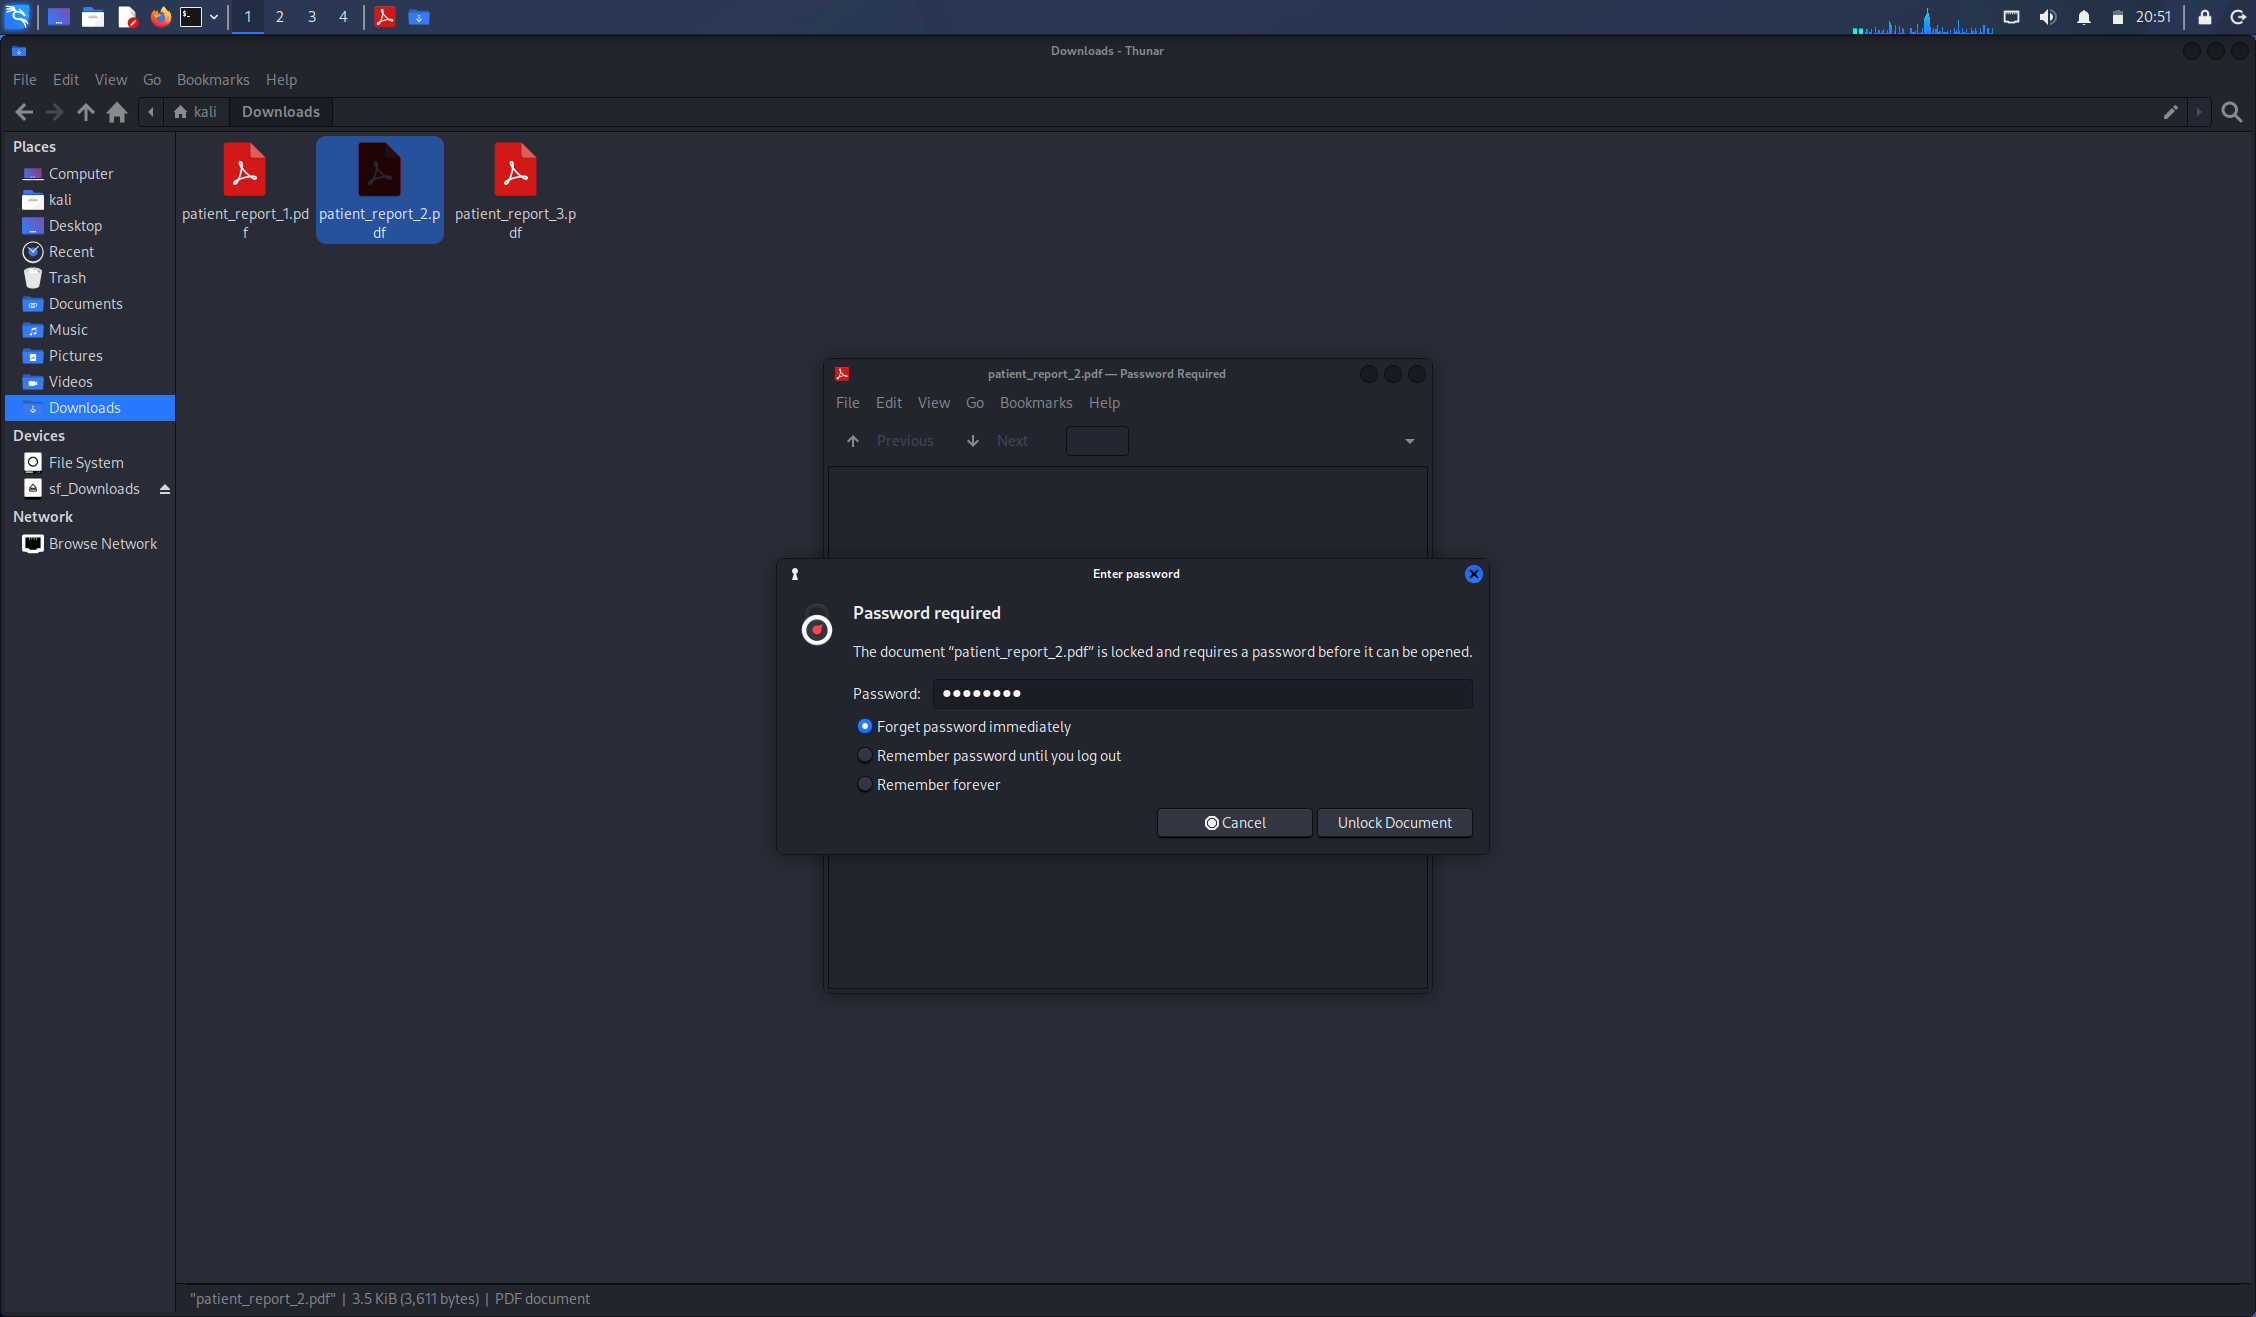 1 2 3 4 20:51
Downloads - Thunar
File Edit View Go Bookmarks Help
kali Downloads
Places
Computer
kali
Desktop
Recent
Trash
Documents
Music
Pictures
Videos
Downloads
Devices
File System
sf_Downloads
Network
Browse Network
patient_report_1.pd
f
patient_report_2.p
df
patient_report_3.p
df
patient_report_2.pdf — Password Required
File Edit View Go Bookmarks Help
Previous Next
Enter password
Password required
The document “patient_report_2.pdf” is locked and requires a password before it can be opened.
Password: ●●●●●●●●
Forget password immediately
Remember password until you log out
Remember forever
Cancel Unlock Document
"patient_report_2.pdf" | 3.5 KiB (3,611 bytes) | PDF document